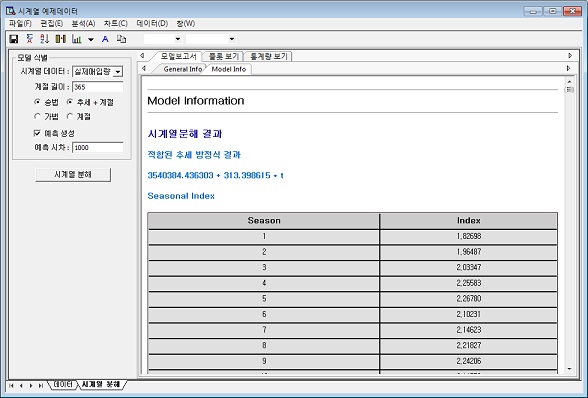 시계열 예제데이터
파일(F) 편집(E) 분석(A) 차트(C) 데이터(D) 창(W)
모델보고서 플롯 보기 통계량 보기
General Info Model Info
모델 식별
시계열 데이터 : 실제매입량
계절 길이 : 365
승법 추세 + 계절
가법 계절
예측 생성
예측 시차 : 1000
시계열 분해
Model Information
시계열분해 결과
적합된 추세 방정식 결과
3540384.436303 + 313.398615 * t
Seasonal Index
Season Index
1 1,82698
2 1,96487
3 2,03347
4 2,25583
5 2,26780
6 2,10231
7 2,14623
8 2,21827
9 2,24206
데이터 시계열 분해